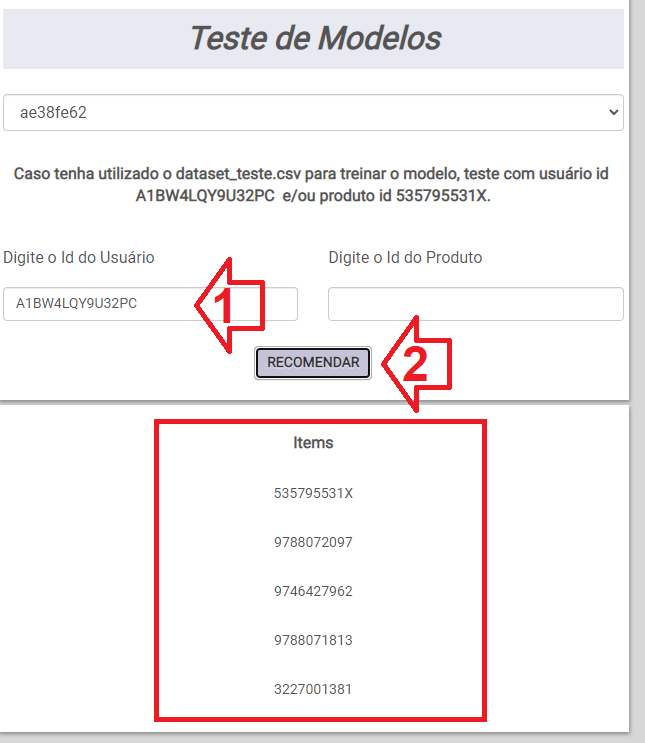 Teste de Modelos
ae38fe62
Caso tenha utilizado o dataset_teste.csv para treinar o modelo, teste com usuário id
A1BW4LQY9U32PC e/ou produto id 535795531X.
Digite o Id do Usuário
Digite o Id do Produto
A1BW4LQY9U32PC
1
RECOMENDAR
2
Items
535795531X
9788072097
9746427962
9788071813
3227001381